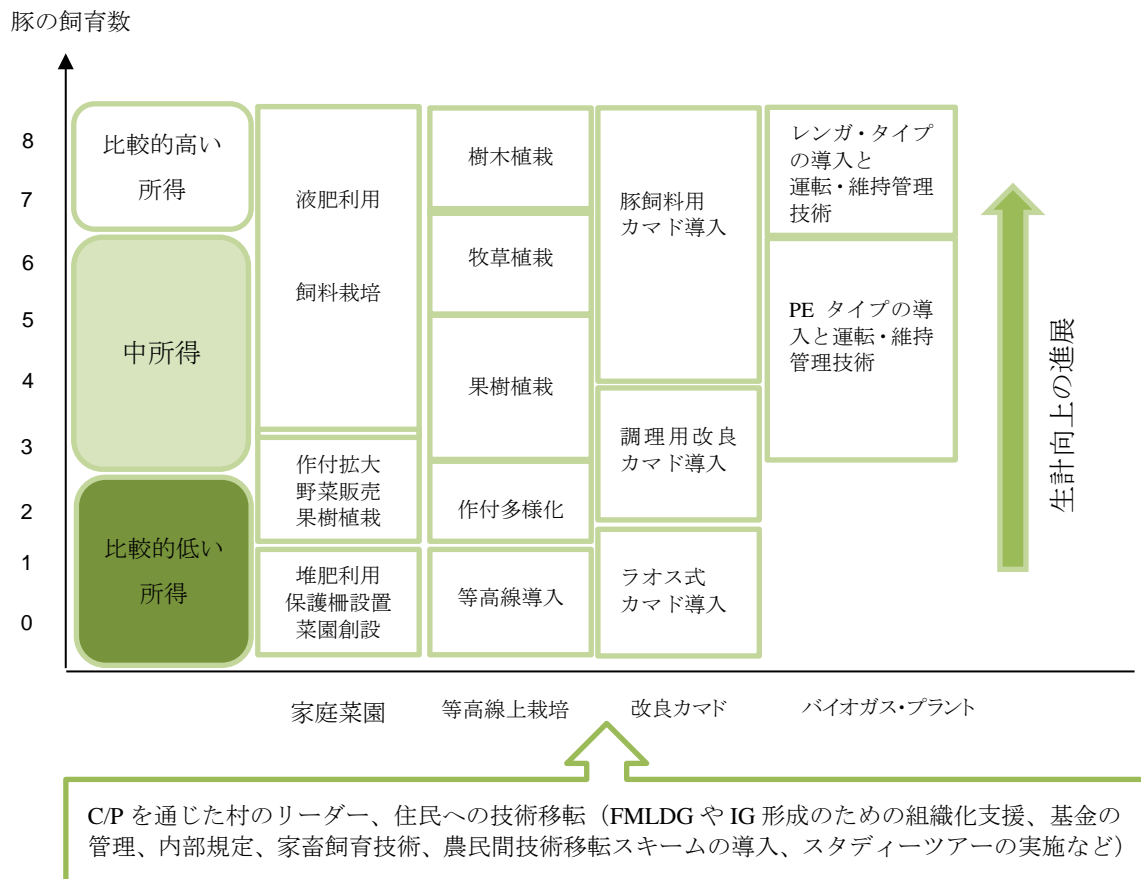 豚の飼育数
8
7
6
5
4
3
2
1
0
比較的高い
所得
中所得
比較的低い
所得
液肥利用
飼料栽培
作付拡大
野菜販売
果樹植栽
堆肥利用
保護柵設置
菜園創設
樹木植栽
牧草植栽
果樹植栽
作付多様化
等高線導入
豚飼料用
カマド導入
調理用改良
カマド導入
ラオス式
カマド導入
レンガ・タイプ
の導入と
運転・維持管理
技術
PE タイプの導
入と運転・維持
管理技術
生計向上の進展
家庭菜園
等高線上栽培
改良カマド
バイオガス・プラント
C/P を通じた村のリーダー、住民への技術移転（FMLDG や IG 形成のための組織化支援、基金の
管理、内部規定、家畜飼育技術、農民間技術移転スキームの導入、スタディーツアーの実施など）